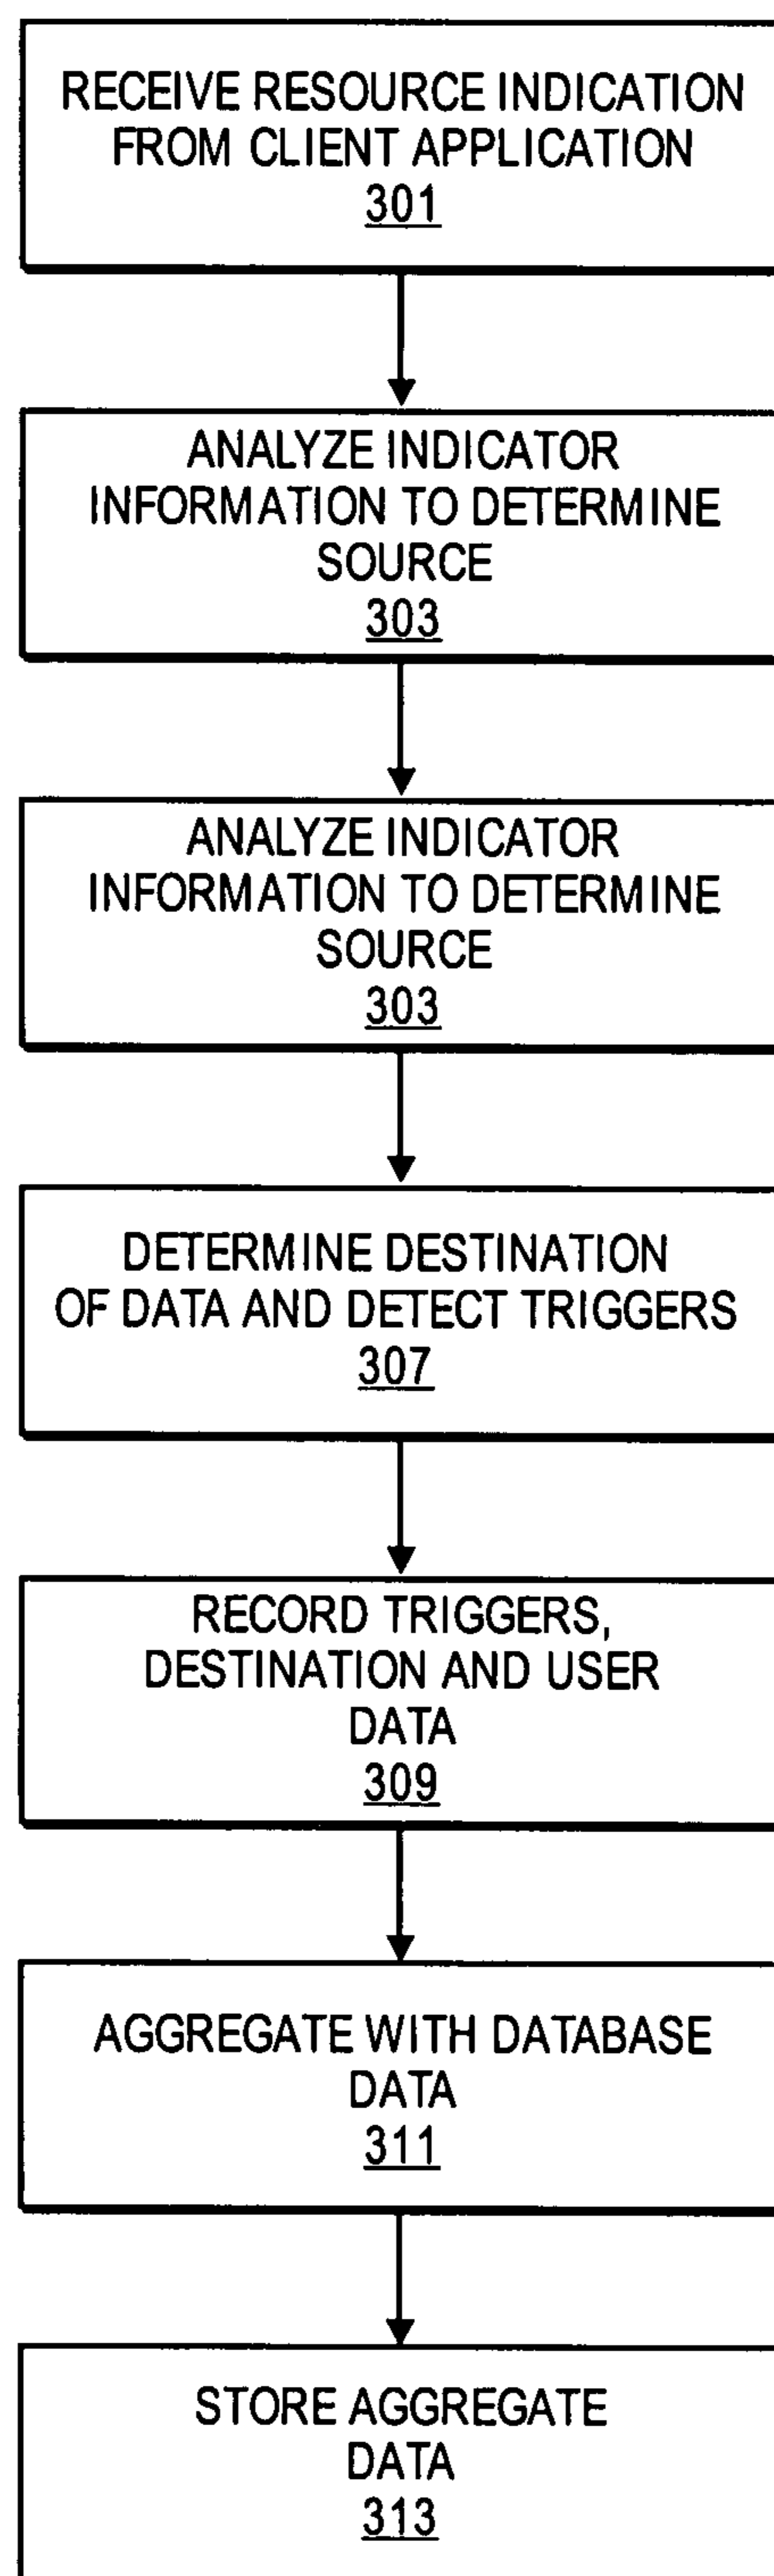 RECEIVE RESOURCE INDICATION
FROM CLIENT APPLICATION
301
ANALYZE INDICATOR
INFORMATION TO DETERMINE
SOURCE
303
ANALYZE INDICATOR
INFORMATION TO DETERMINE
SOURCE
303
DETERMINE DESTINATION
OF DATA AND DETECT TRIGGERS
307
RECORD TRIGGERS,
DESTINATION AND USER
DATA
309
AGGREGATE WITH DATABASE
DATA
311
STORE AGGREGATE
DATA
313